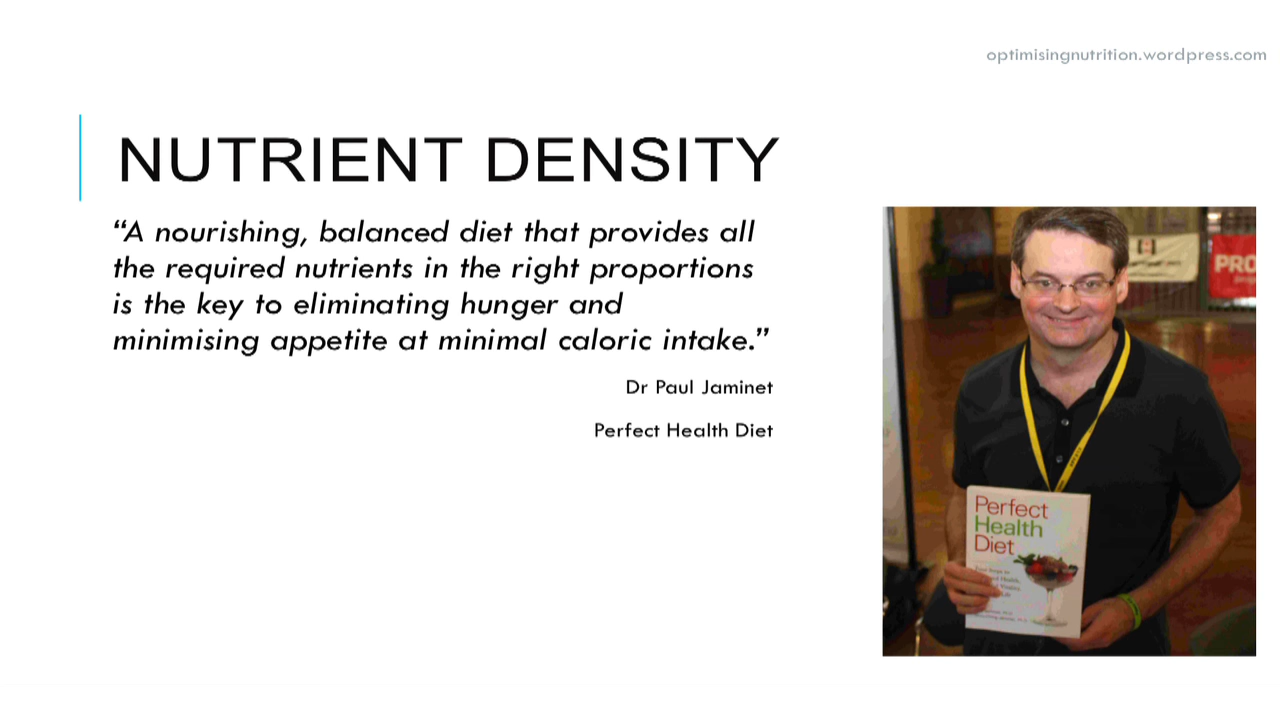 optimisingnutrition.wordpress.com
NUTRIENT DENSITY
“A nourishing, balanced diet that provides all
the required nutrients in the right proportions
is the key to eliminating hunger and
minimising appetite at minimal caloric intake.”
Dr Paul Jaminet
Perfect Health Diet
PRO
Perfect
Health
Diet